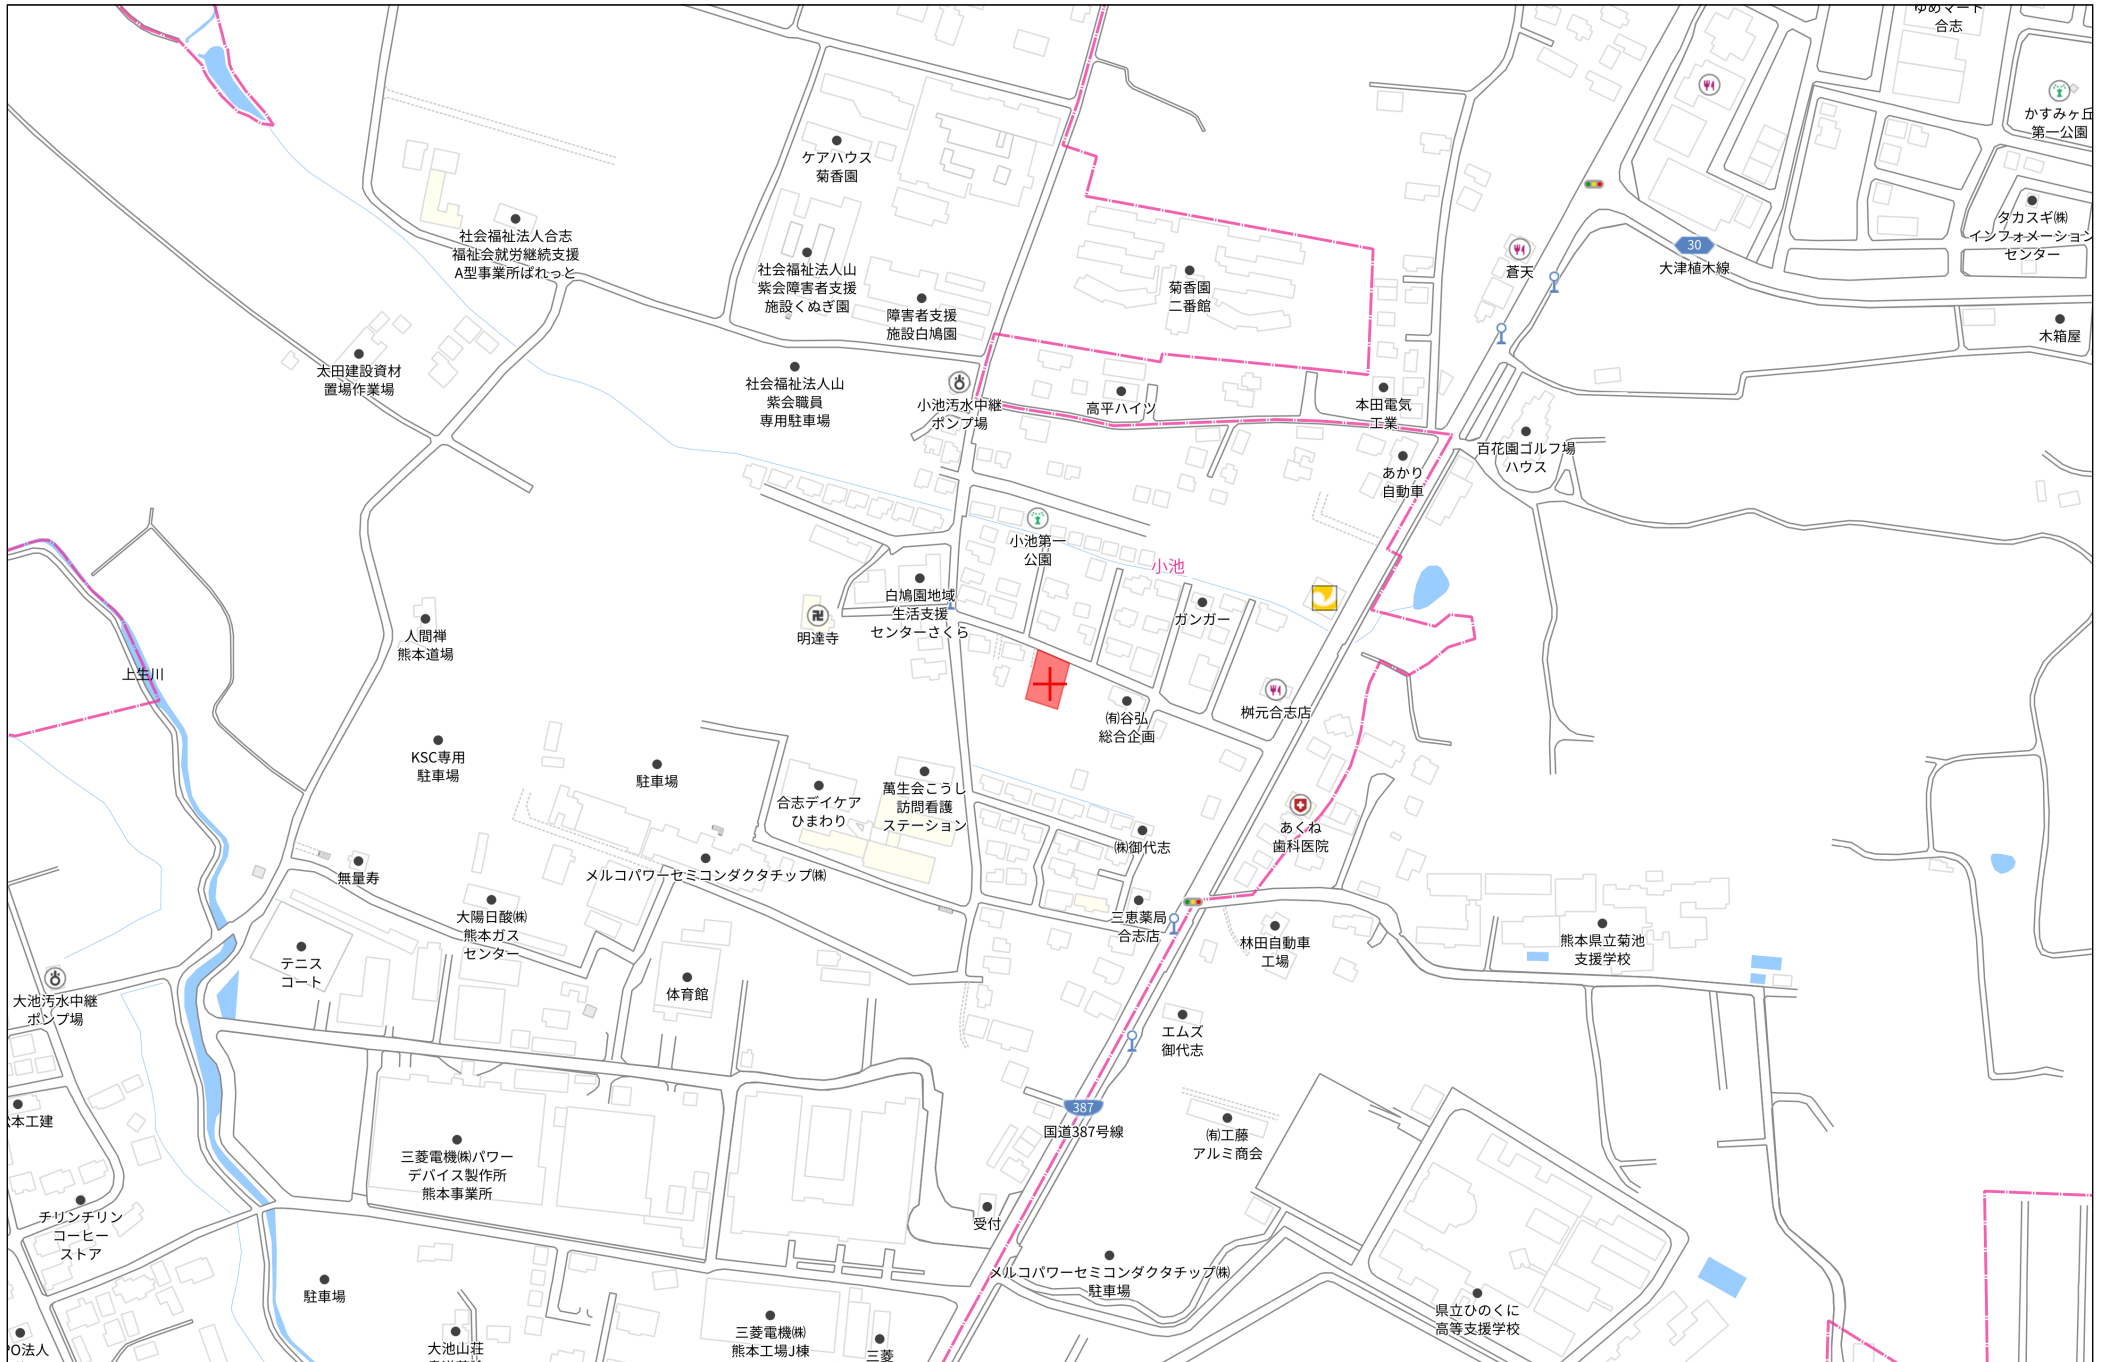 ゆめマート
合志
かすみヶ丘
第一公園
ケアハウス
菊香園
タカスギ㈱
インフォメーション
センター
社会福祉法人合志
福祉会就労継続支援
A型事業所ぱれっと
30
大津植木線
蒼天
社会福祉法人山
紫会障害者支援
施設くぬぎ園
菊香園
二番館
障害者支援
施設白鳩園
木箱屋
太田建設資材
置場作業場
社会福祉法人山
紫会職員
専用駐車場
小池汚水中継
ポンプ場
高平ハイツ
本田電気
工業
百花園ゴルフ場
ハウス
あかり
自動車
小池第一
公園
小池
白鳩園地域
生活支援
センターさくら
ガンガー
明達寺
人間禅
熊本道場
上生川
桝元合志店
㈲谷弘
総合企画
KSC専用
駐車場
駐車場
合志デイケア
ひまわり
萬生会こうし
訪問看護
ステーション
あくね
歯科医院
㈱御代志
無量寿
メルコパワーセミコンダクタチップ㈱
大陽日酸㈱
熊本ガス
センター
三恵薬局
合志店
林田自動車
工場
熊本県立菊池
支援学校
テニス
コート
体育館
大池汚水中継
ポンプ場
エムズ
御代志
本工建
387
国道387号線
㈲工藤
アルミ商会
三菱電機㈱パワー
デバイス製作所
熊本事業所
チリンチリン
コーヒー
ストア
受付
メルコパワーセミコンダクタチップ㈱
駐車場
駐車場
県立ひのくに
高等支援学校
大池山荘
三菱電機㈱
熊本工場J棟
三菱
PO法人